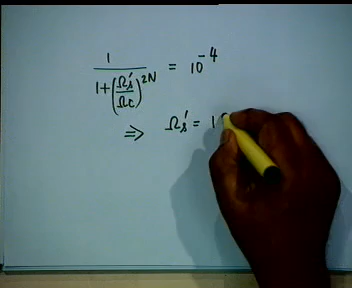 1 / (1 + (Ωs' / Ωc)^2N) = 10^-4
⇒ Ωs' = 1